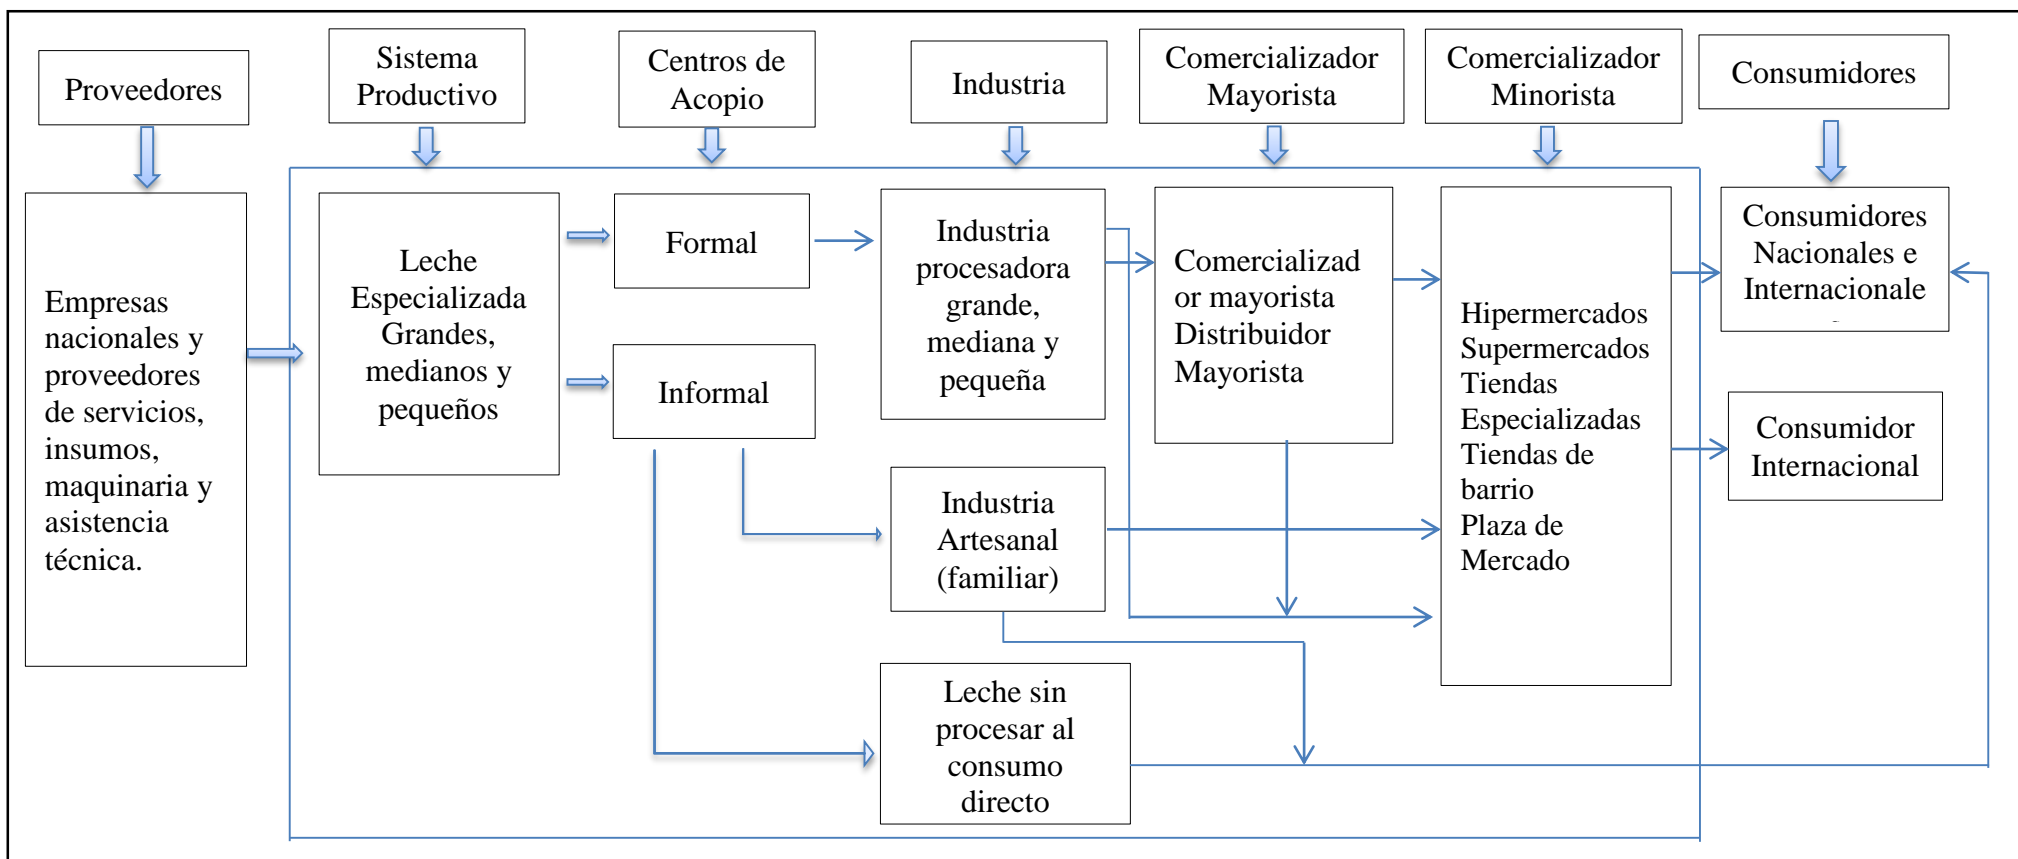 Proveedores
Sistema
Productivo
Centros de
Acopio
Industria
Comercializador
Mayorista
Comercializador
Minorista
Consumidores
Empresas
nacionales y
proveedores
de servicios,
insumos,
maquinaria y
asistencia
técnica.
Leche
Especializada
Grandes,
medianos y
pequeños
Formal
Informal
Industria
procesadora
grande,
mediana y
pequeña
Industria
Artesanal
(familiar)
Leche sin
procesar al
consumo
directo
Comercializad
or mayorista
Distribuidor
Mayorista
Hipermercados
Supermercados
Tiendas
Especializadas
Tiendas de
barrio
Plaza de
Mercado
Consumidores
Nacionales e
Internacionale
Consumidor
Internacional